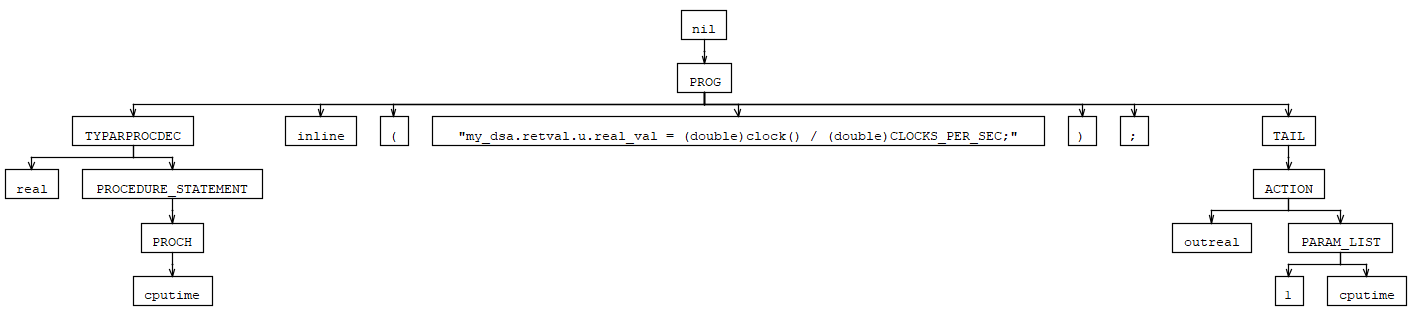 nil
PROG
TYPARPROCDEC inline ( "my_dsa.retval.u.real_val = (double)clock() / (double)CLOCKS_PER_SEC;" ) ; TAIL
real PROCEDURE_STATEMENT ACTION
PROCH outreal PARAM_LIST
cputime 1 cputime